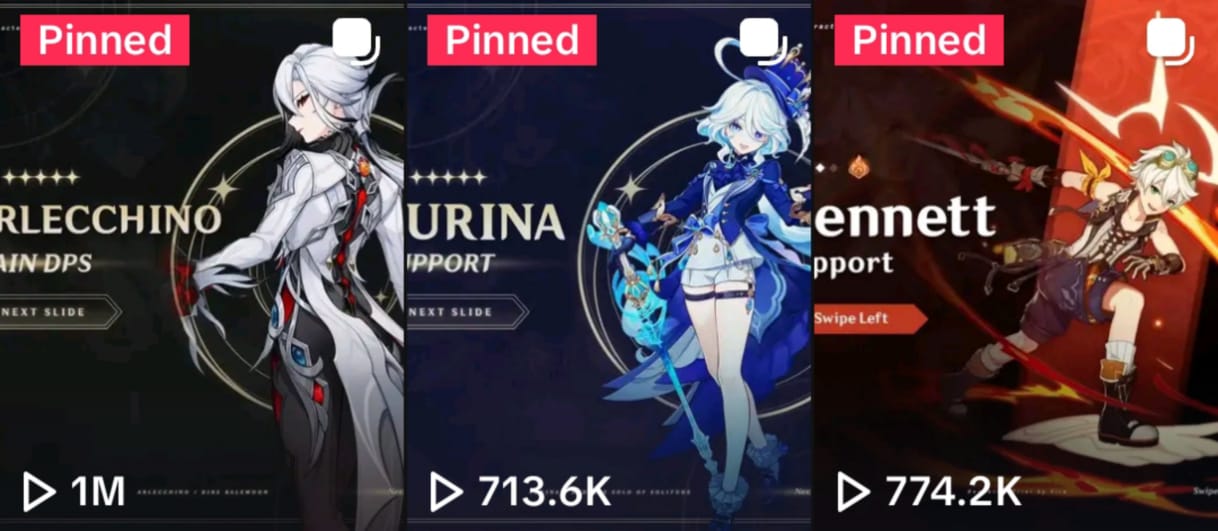 Pinned
RLECCHINO
AIN DPS
NEXT SLIDE
1M
ARLECCHINO
Pinned
URINA
PPORT
NEXT SLIDE
713.6K
Pinned
ennett
pport
Swipe Left
774.2K